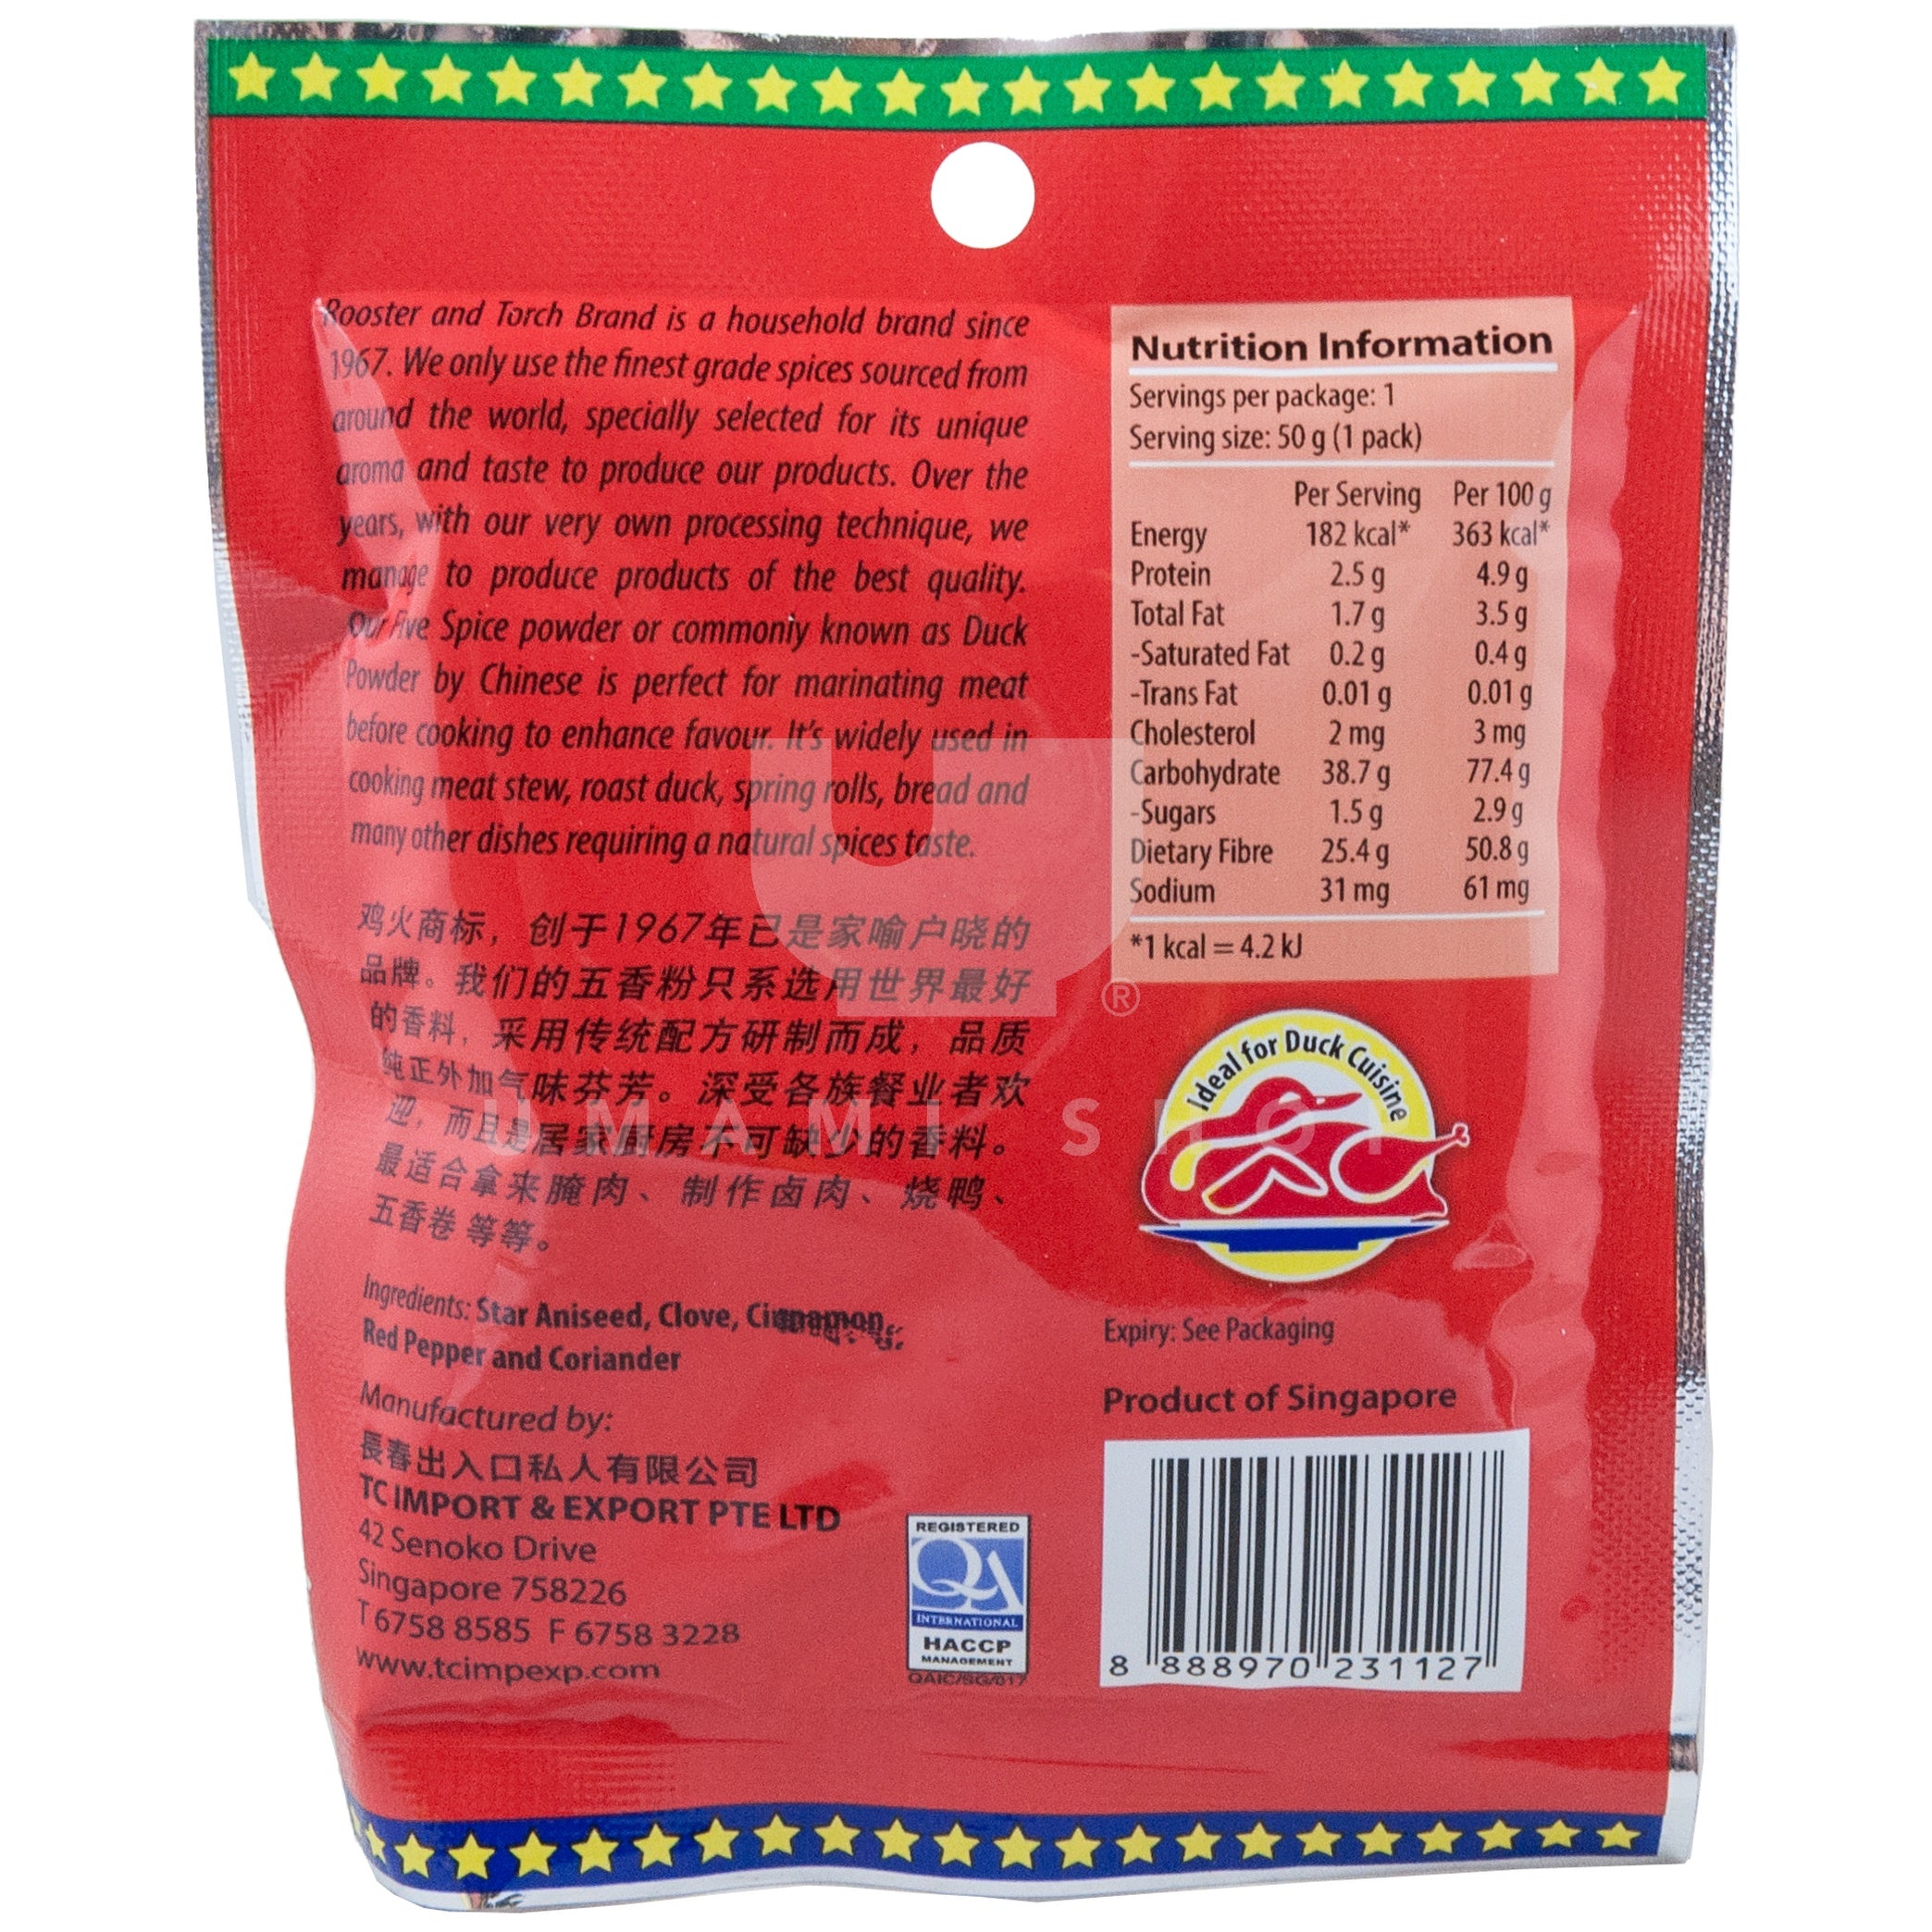 Rooster and Torch Brand is a household brand since
1967. We only use the finest grade spices sourced from
around the world, specially selected for its unique
aroma and taste to produce our products. Over the
years, with our very own processing technique, we
manage to produce products of the best quality.
Our Five Spice powder or commonly known as Duck
Powder by Chinese is perfect for marinating meat
before cooking to enhance favour. It's widely used in
cooking meat stew, roast duck, spring rolls, bread and
many other dishes requiring a natural spices taste.
鸡火商标，创于1967年已是家喻户晓的
品牌。我们的五香粉只系选用世界最好
的香料，采用传统配方研制而成，品质
纯正外加气味芬芳。深受各族餐业者欢
迎，而且是居家厨房不可缺少的香料。
最适合拿来腌肉、制作卤肉、烧鸭、
五香卷 等等。
Ingredients: Star Aniseed, Clove, Cinnamon,
Red Pepper and Coriander
Manufactured by:
長春出入口私人有限公司
TC IMPORT & EXPORT PTE LTD
42 Senoko Drive
Singapore 758226
T 6758 8585 F 6758 3228
www.tcimpexp.com
REGISTERED
QA
INTERNATIONAL
HACCP
MANAGEMENT
QAIC/SG/017
Nutrition Information
Servings per package: 1
Serving size: 50 g (1 pack)
Per Serving Per 100 g
Energy 182 kcal* 363 kcal*
Protein 2.5 g 4.9 g
Total Fat 1.7 g 3.5 g
-Saturated Fat 0.2 g 0.4 g
-Trans Fat 0.01 g 0.01 g
Cholesterol 2 mg 3 mg
Carbohydrate 38.7 g 77.4 g
-Sugars 1.5 g 2.9 g
Dietary Fibre 25.4 g 50.8 g
Sodium 31 mg 61 mg
*1 kcal = 4.2 kJ
®
UMAMI SHOP
Ideal for Duck Cuisine
Expiry: See Packaging
Product of Singapore
8 888970 231127